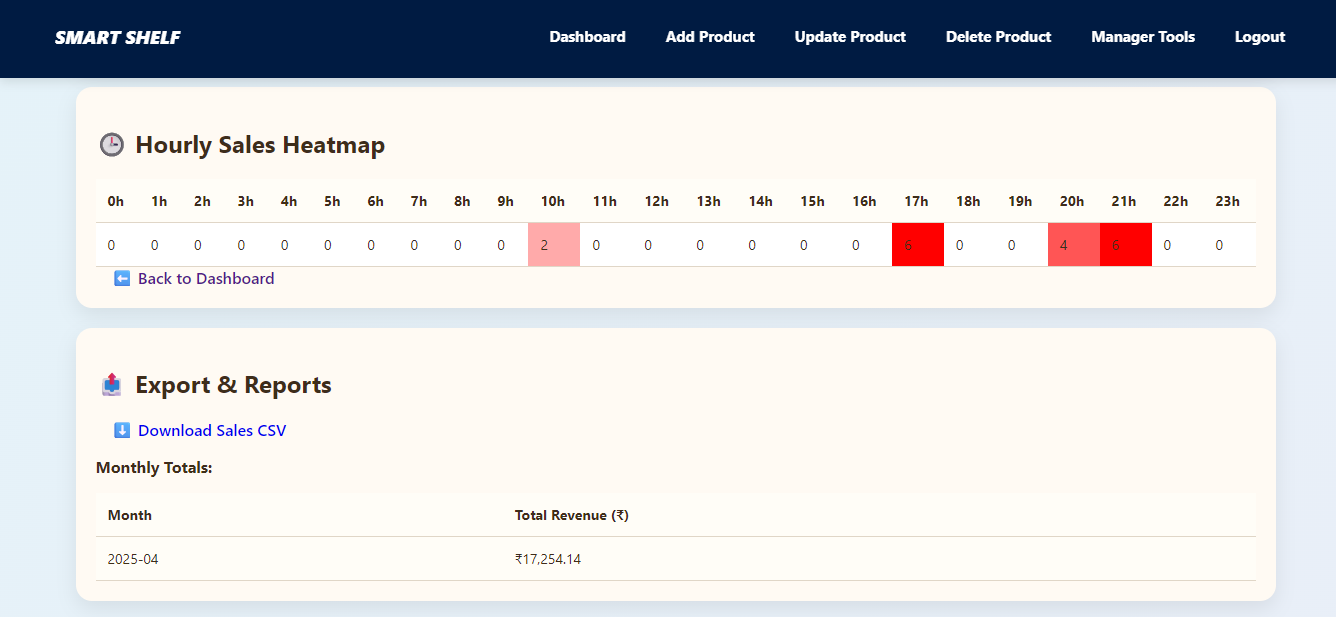 SMART SHELF Dashboard Add Product Update Product Delete Product Manager Tools Logout
Hourly Sales Heatmap
0h 1h 2h 3h 4h 5h 6h 7h 8h 9h 10h 11h 12h 13h 14h 15h 16h 17h 18h 19h 20h 21h 22h 23h
0 0 0 0 0 0 0 0 0 0 2 0 0 0 0 0 0 6 0 0 4 6 0 0
Back to Dashboard
Export & Reports
Download Sales CSV
Monthly Totals:
Month Total Revenue (₹)
2025-04 ₹17,254.14